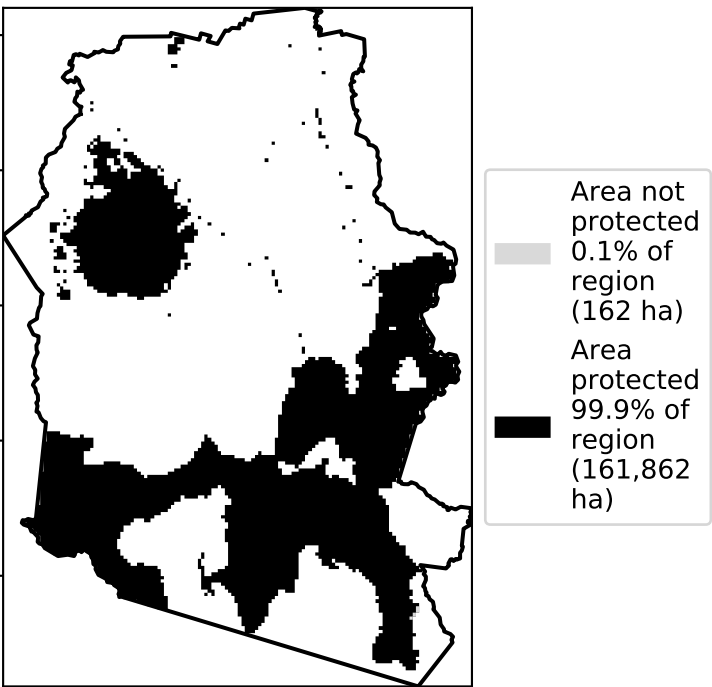 Area not
protected
0.1% of
region
(162 ha)
Area
protected
99.9% of
region
(161,862
ha)